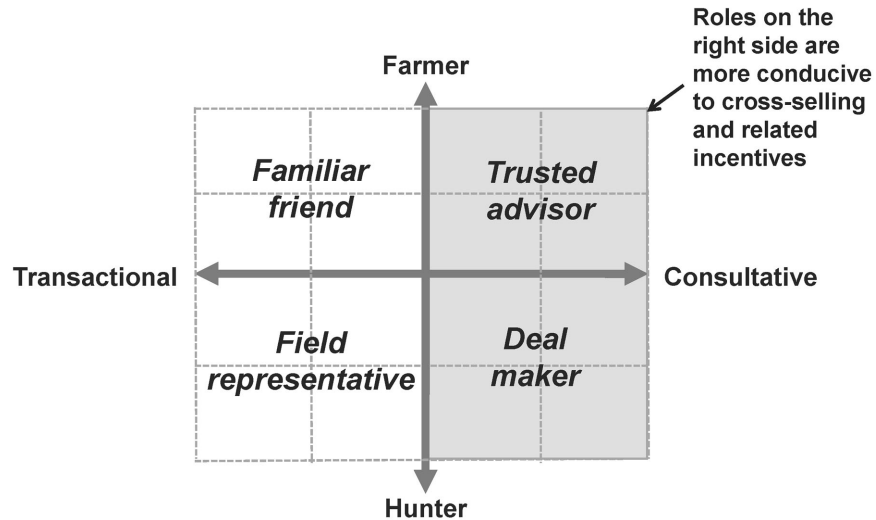 Roles on the
right side are
more conducive
to cross-selling
and related
incentives
Farmer
Familiar
friend
Trusted
advisor
Transactional
Consultative
Field
representative
Deal
maker
Hunter